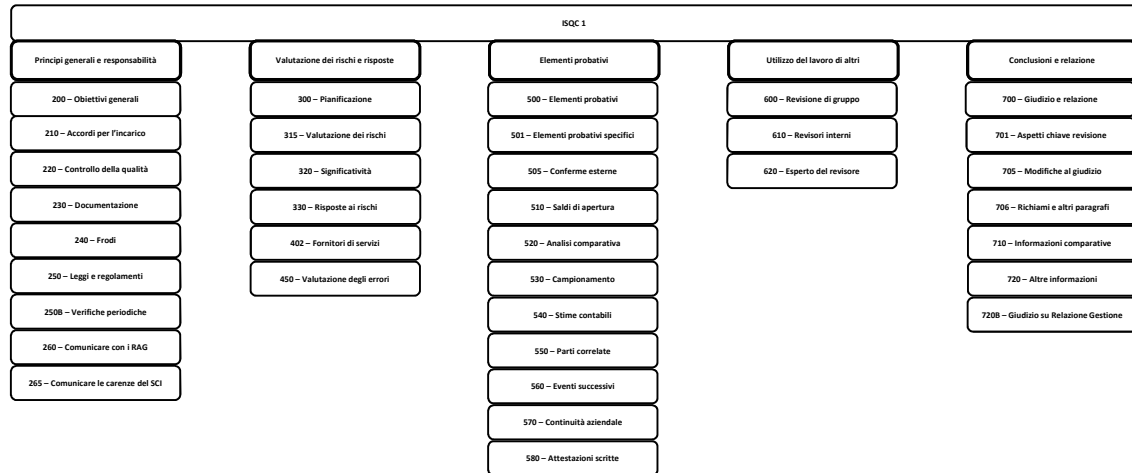 ISQC 1
Principi generali e responsabilità
200 – Obiettivi generali
210 – Accordi per l'incarico
220 – Controllo della qualità
230 – Documentazione
240 – Frodi
250 – Leggi e regolamenti
250B – Verifiche periodiche
260 – Comunicare con i RAG
265 – Comunicare le carenze del SCI
Valutazione dei rischi e risposte
300 – Pianificazione
315 – Valutazione dei rischi
320 – Significatività
330 – Risposte ai rischi
402 – Fornitori di servizi
450 – Valutazione degli errori
Elementi probativi
500 – Elementi probativi
501 – Elementi probativi specifici
505 – Conferme esterne
510 – Saldi di apertura
520 – Analisi comparativa
530 – Campionamento
540 – Stime contabili
550 – Parti correlate
560 – Eventi successivi
570 – Continuità aziendale
580 – Attestazioni scritte
Utilizzo del lavoro di altri
600 – Revisione di gruppo
610 – Revisori interni
620 – Esperto del revisore
Conclusioni e relazione
700 – Giudizio e relazione
701 – Aspetti chiave revisione
705 – Modifiche al giudizio
706 – Richiami e altri paragrafi
710 – Informazioni comparative
720 – Altre informazioni
720B – Giudizio su Relazione Gestione